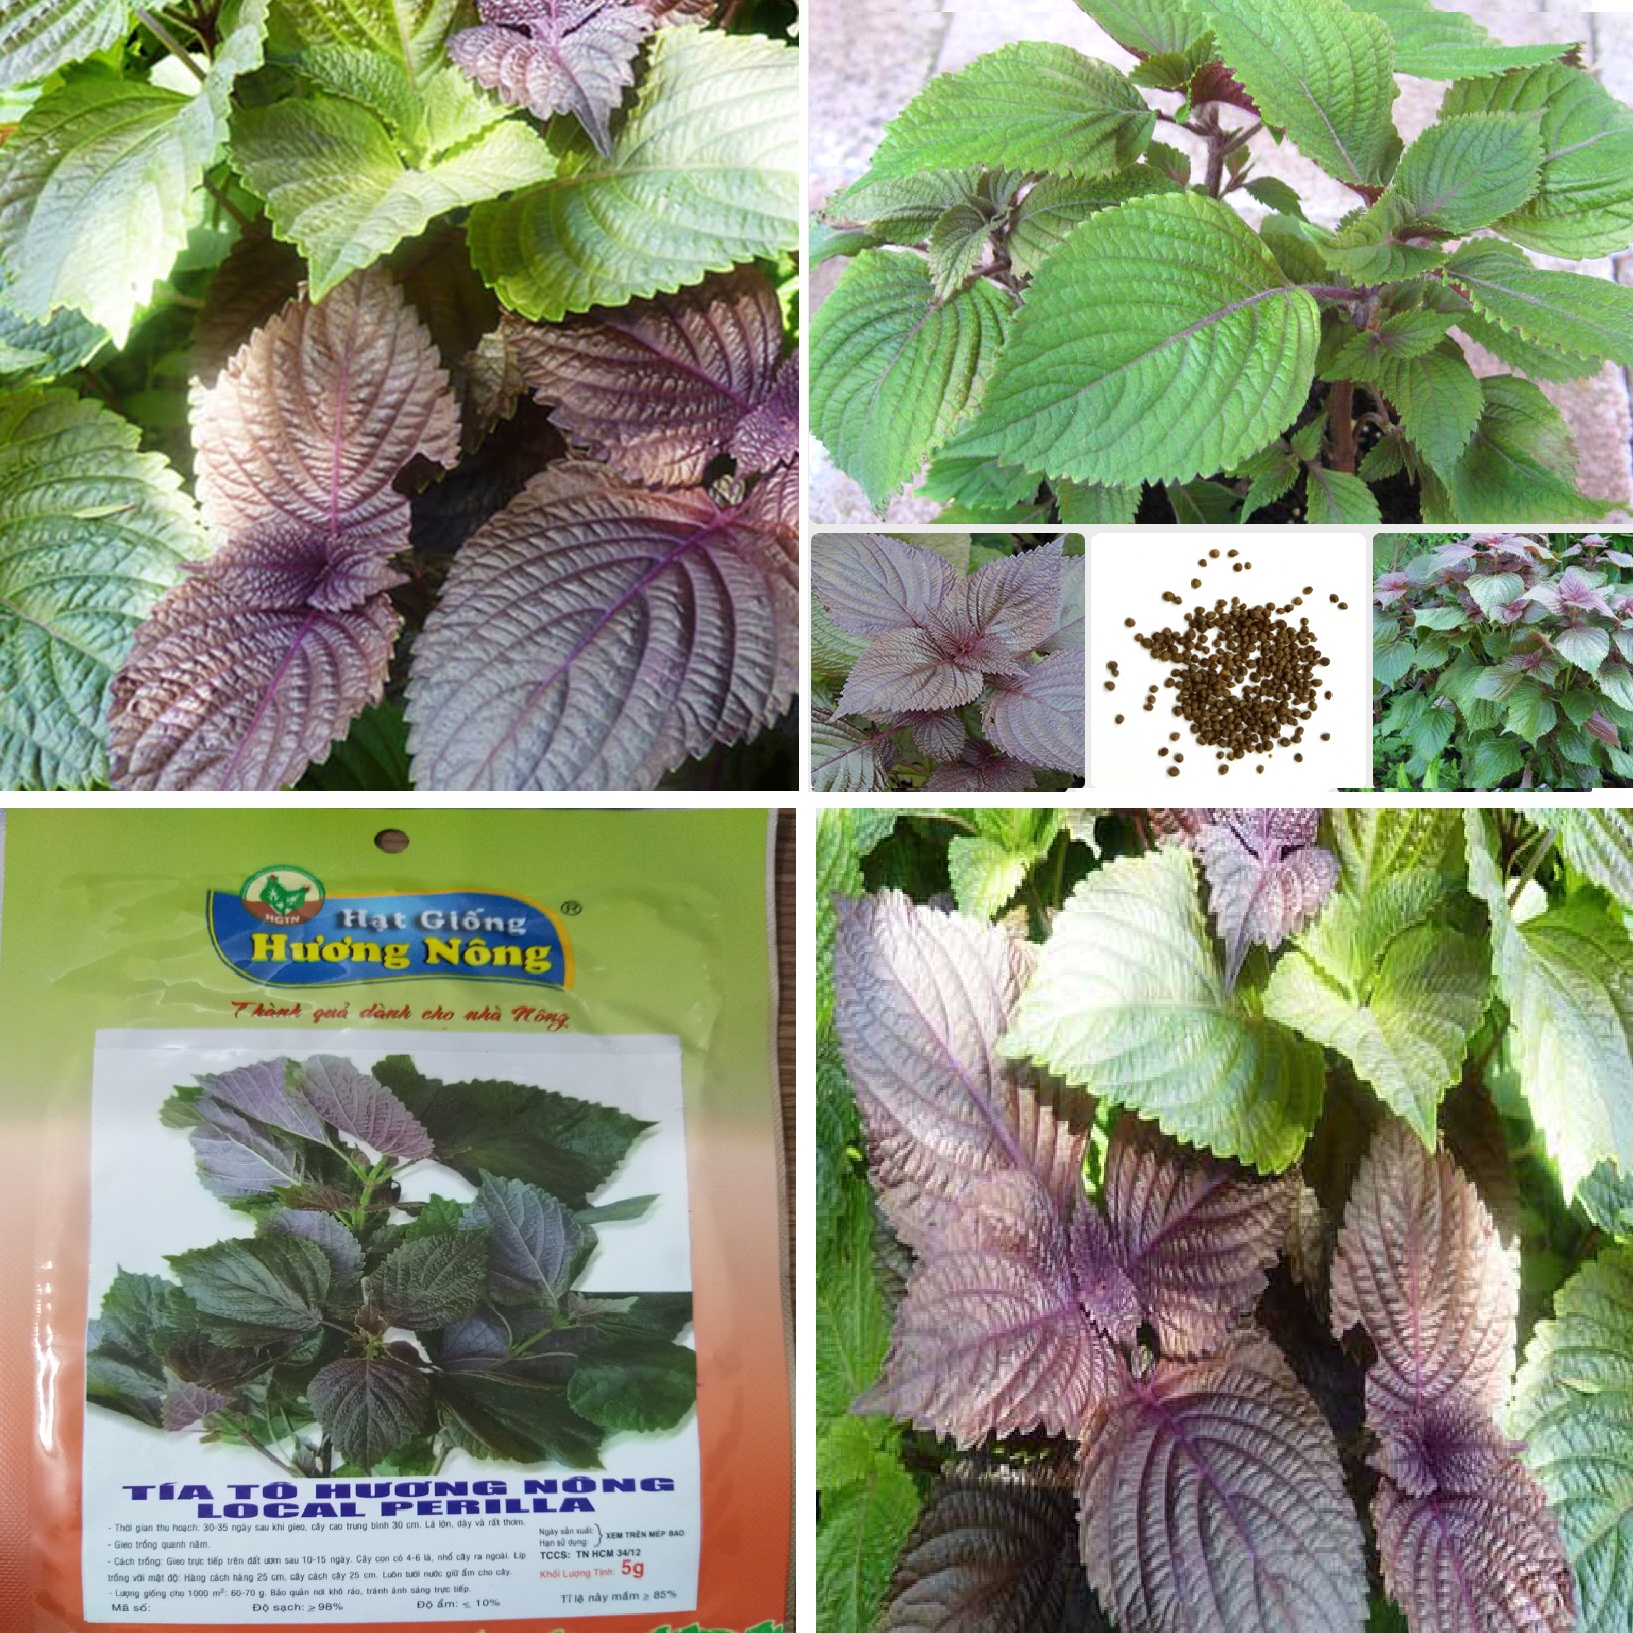 HGTN
Hạt Giống ®
Hương Nông
Thành quả dành cho nhà Nông
TÍA TÔ HƯƠNG NÔNG
LOCAL PERILLA
- Thời gian thu hoạch: 30-35 ngày sau khi gieo, cây cao trung bình 30 cm. Lá lớn, dày và rất thơm.
- Gieo trồng quanh năm.
- Cách trồng: Gieo trực tiếp trên đất ươm sau 10-15 ngày. Cây con có 4-6 lá, nhổ cấy ra ngoài. Líp
trồng với mật độ: Hàng cách hàng 25 cm, cây cách cây 25 cm. Luôn tưới nước giữ ẩm cho cây.
- Lượng giống cho 1000 m²: 60-70 g. Bảo quản nơi khô ráo, tránh ánh sáng trực tiếp.
Mã số: Độ sạch: ≥98% Độ ẩm: ≤ 10%
Ngày sản xuất:
Hạn sử dụng:
XEM TRÊN MÉP BAO
TCCS: TN HCM 34/12
Khối Lượng Tịnh: 5g
Tỉ lệ nảy mầm ≥ 85%